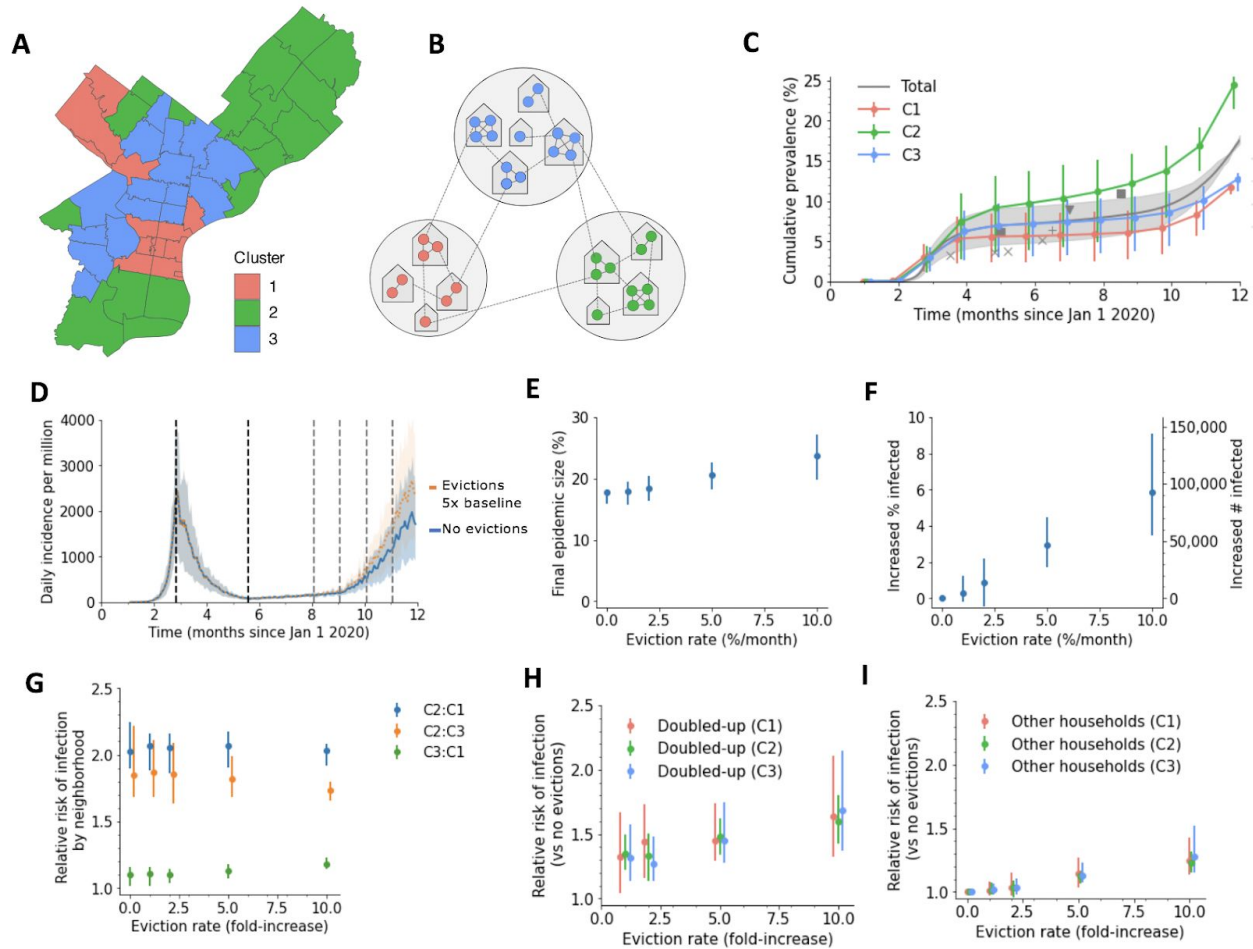 A
Cluster
1
2
3
B
C
Cumulative prevalence (%)
25
20
15
10
5
0
Total
C1
C2
C3
0 2 4 6 8 10 12
Time (months since Jan 1 2020)
D
Daily incidence per million
4000
3000
2000
1000
0
0 2 4 6 8 10 12
Time (months since Jan 1 2020)
Evictions
5x baseline
No evictions
E
Final epidemic size (%)
30
20
10
0
0.0 2.5 5.0 7.5 10.0
Eviction rate (%/month)
F
Increased % infected
10
8
6
4
2
0
150,000
100,000
50,000
0
Increased # infected
0.0 2.5 5.0 7.5 10.0
Eviction rate (%/month)
G
Relative risk of infection
by neighborhood
2.5
2.0
1.5
1.0
0.0 2.5 5.0 7.5 10.0
Eviction rate (fold-increase)
C2:C1
C2:C3
C3:C1
H
Relative risk of infection
(vs no evictions)
2.5
2.0
1.5
1.0
Doubled-up (C1)
Doubled-up (C2)
Doubled-up (C3)
0.0 2.5 5.0 7.5 10.0
Eviction rate (fold-increase)
I
Relative risk of infection
(vs no evictions)
2.5
2.0
1.5
1.0
Other households (C1)
Other households (C2)
Other households (C3)
0.0 2.5 5.0 7.5 10.0
Eviction rate (fold-increase)